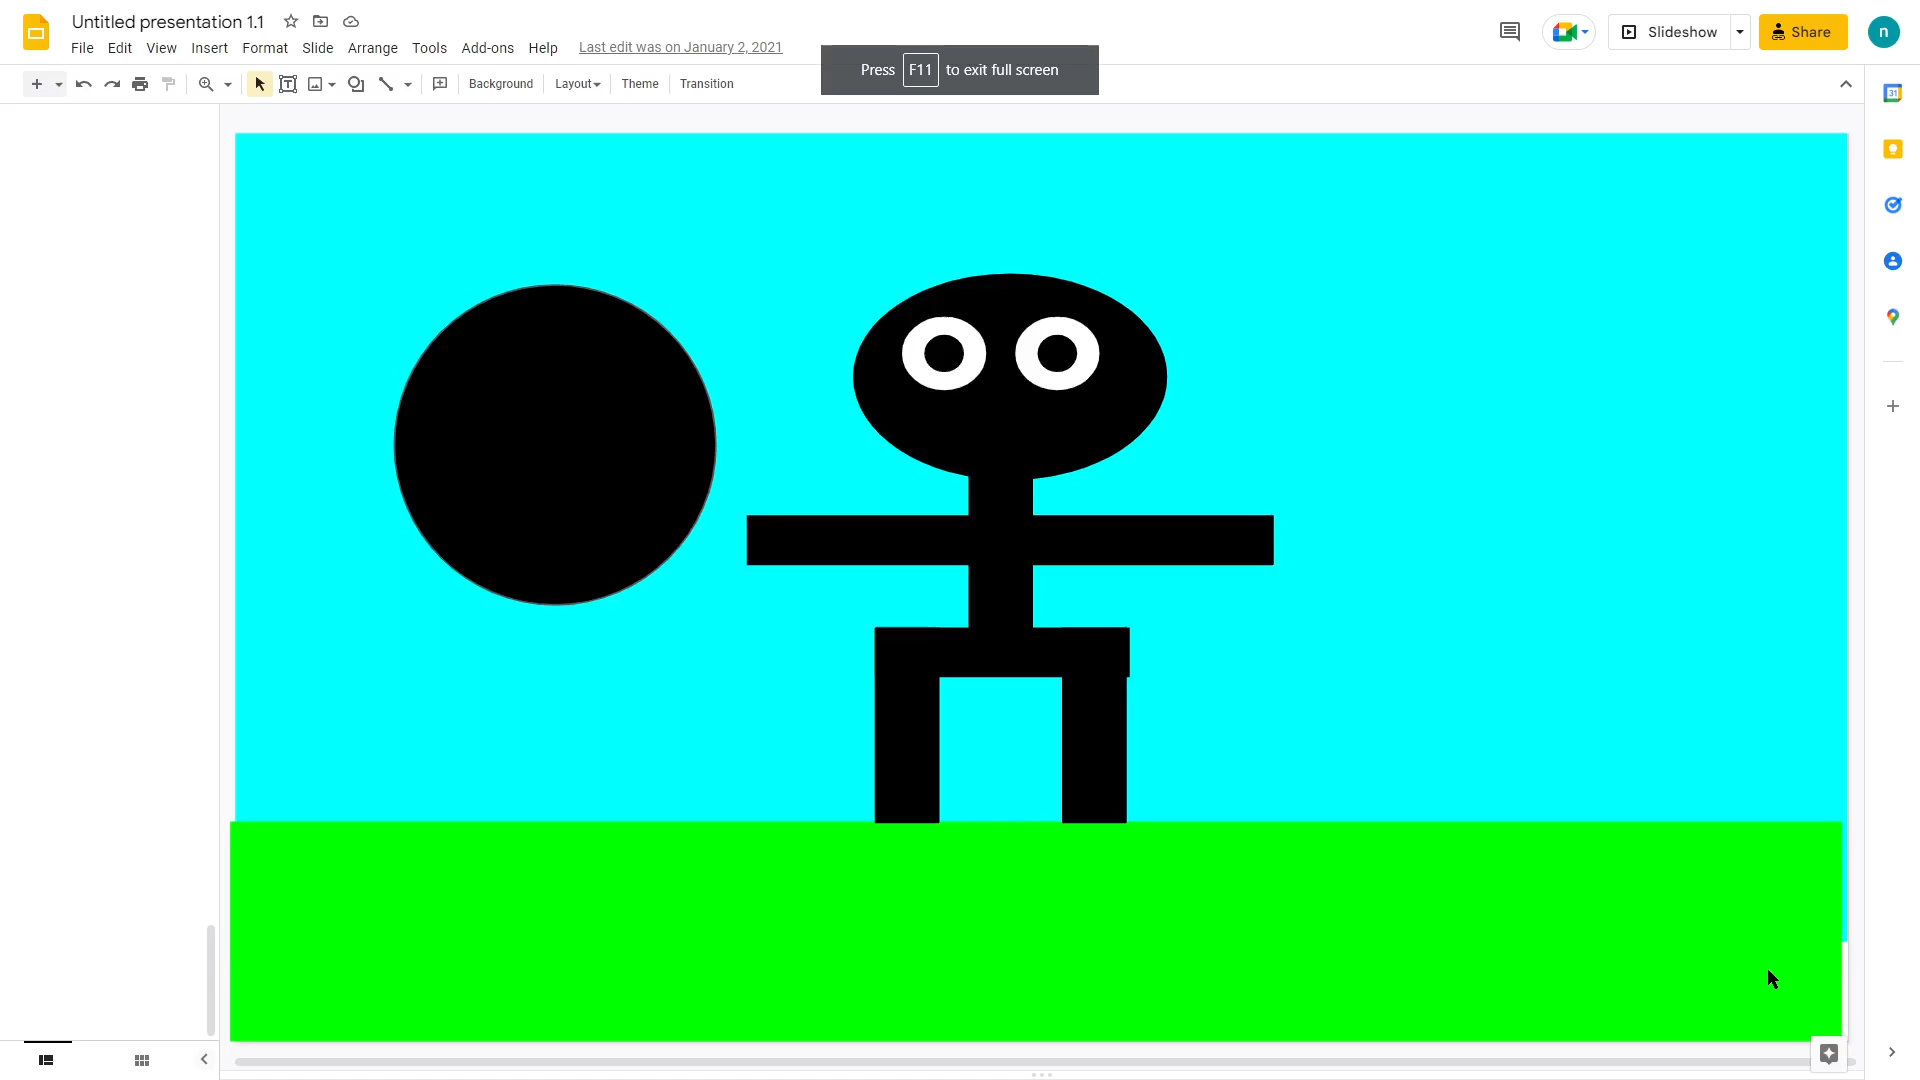 Untitled presentation 1.1
File Edit View Insert Format Slide Arrange Tools Add-ons Help Last edit was on January 2, 2021
Slideshow
Share
n
Press F11 to exit full screen
Background Layout Theme Transition
31